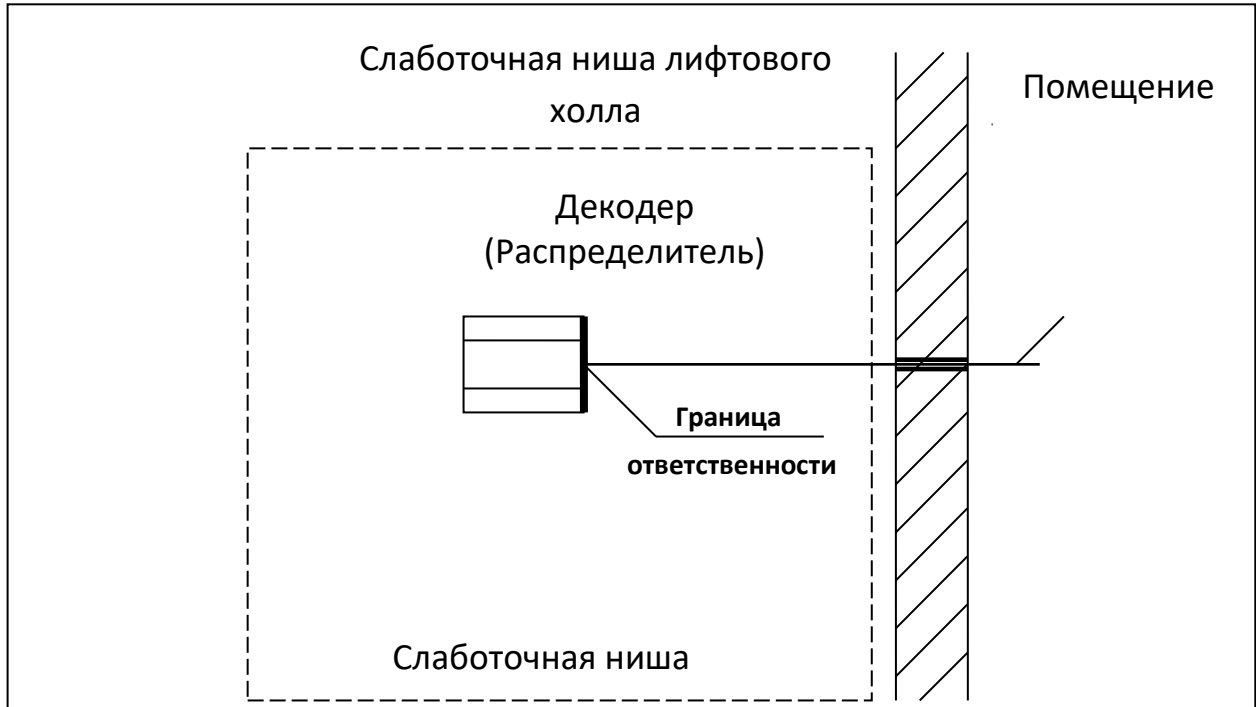 Слаботочная ниша лифтового
холла
Помещение
Декодер
(Распределитель)
Граница
ответственности
Слаботочная ниша